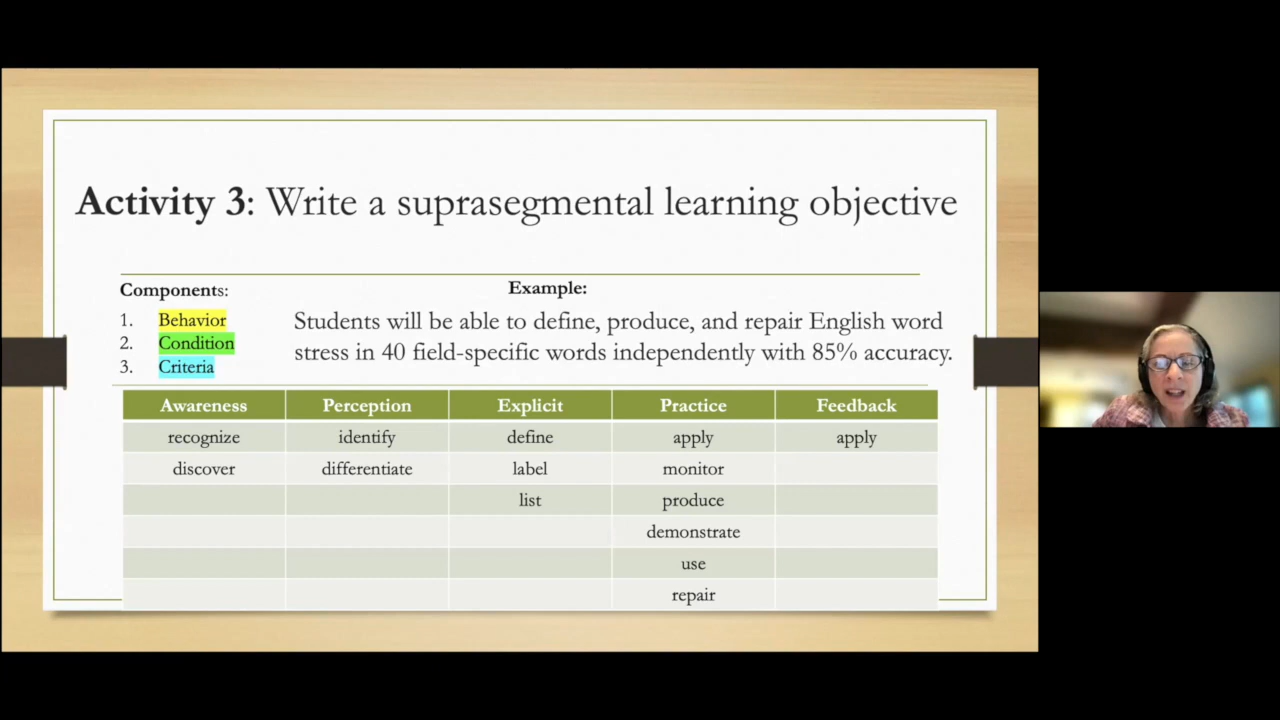 Activity 3: Write a suprasegmental learning objective
Components:
1. Behavior
2. Condition
3. Criteria
Example:
Students will be able to define, produce, and repair English word
stress in 40 field-specific words independently with 85% accuracy.
Awareness Perception Explicit Practice Feedback
recognize identify define apply apply
discover differentiate label monitor
list produce
demonstrate
use
repair